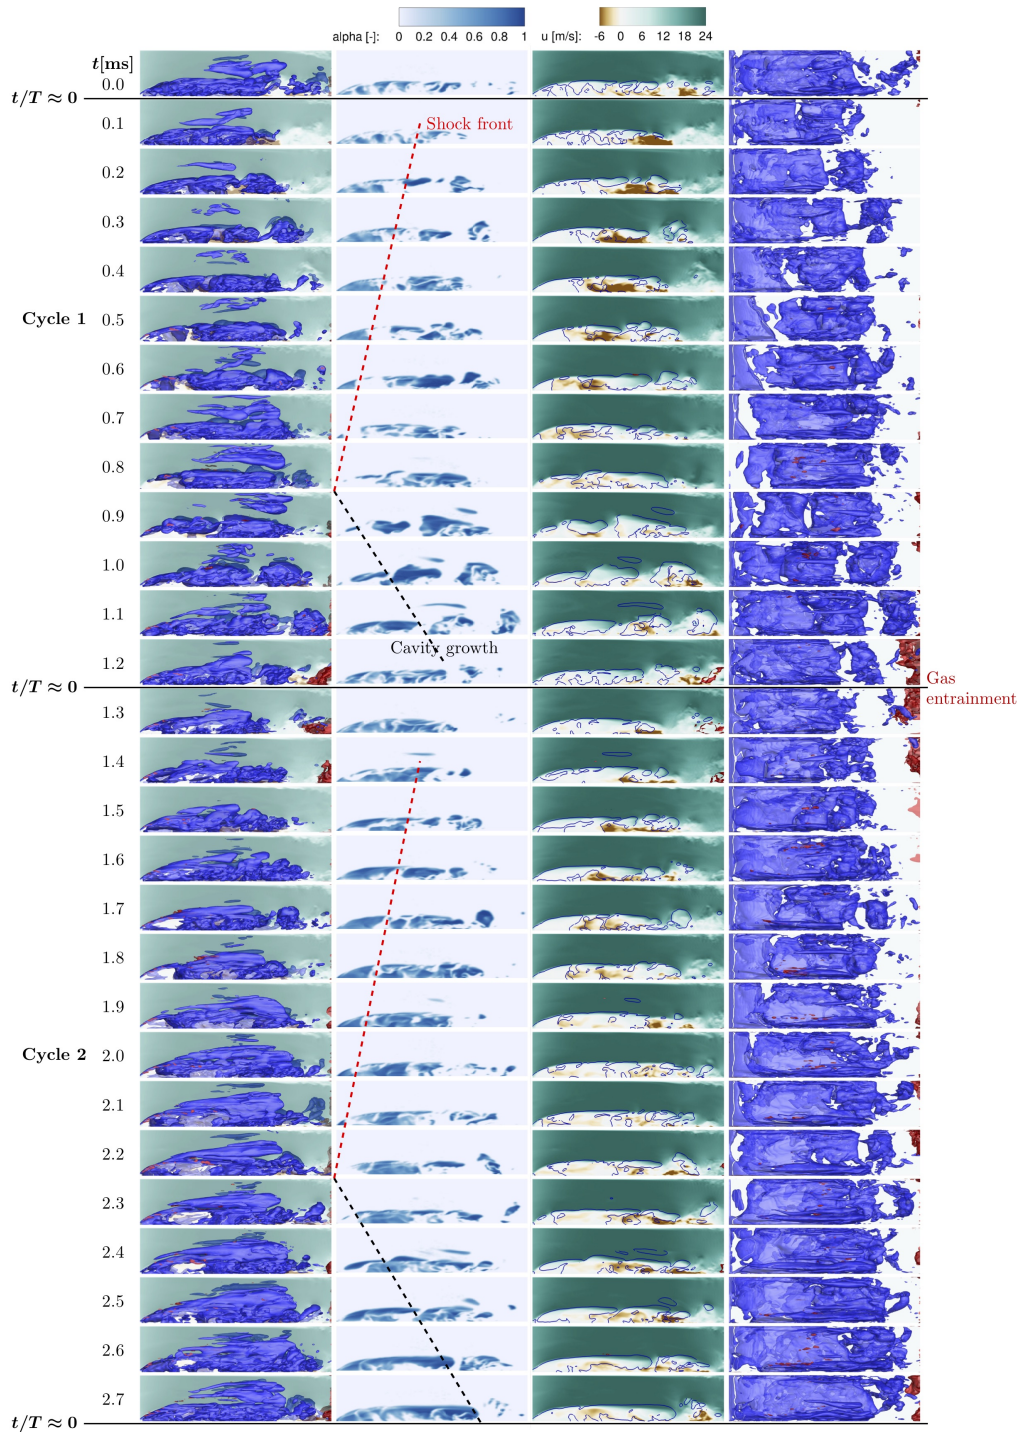 alpha [-]: 0 0.2 0.4 0.6 0.8 1 u [m/s]: -6 0 6 12 18 24
t[ms]
0.0
t/T ≈ 0
0.1
Shock front
0.2
0.3
0.4
Cycle 1 0.5
0.6
0.7
0.8
0.9
1.0
1.1
Cavity growth
1.2
t/T ≈ 0
Gas
entrainment
1.3
1.4
1.5
1.6
1.7
1.8
1.9
Cycle 2 2.0
2.1
2.2
2.3
2.4
2.5
2.6
2.7
t/T ≈ 0